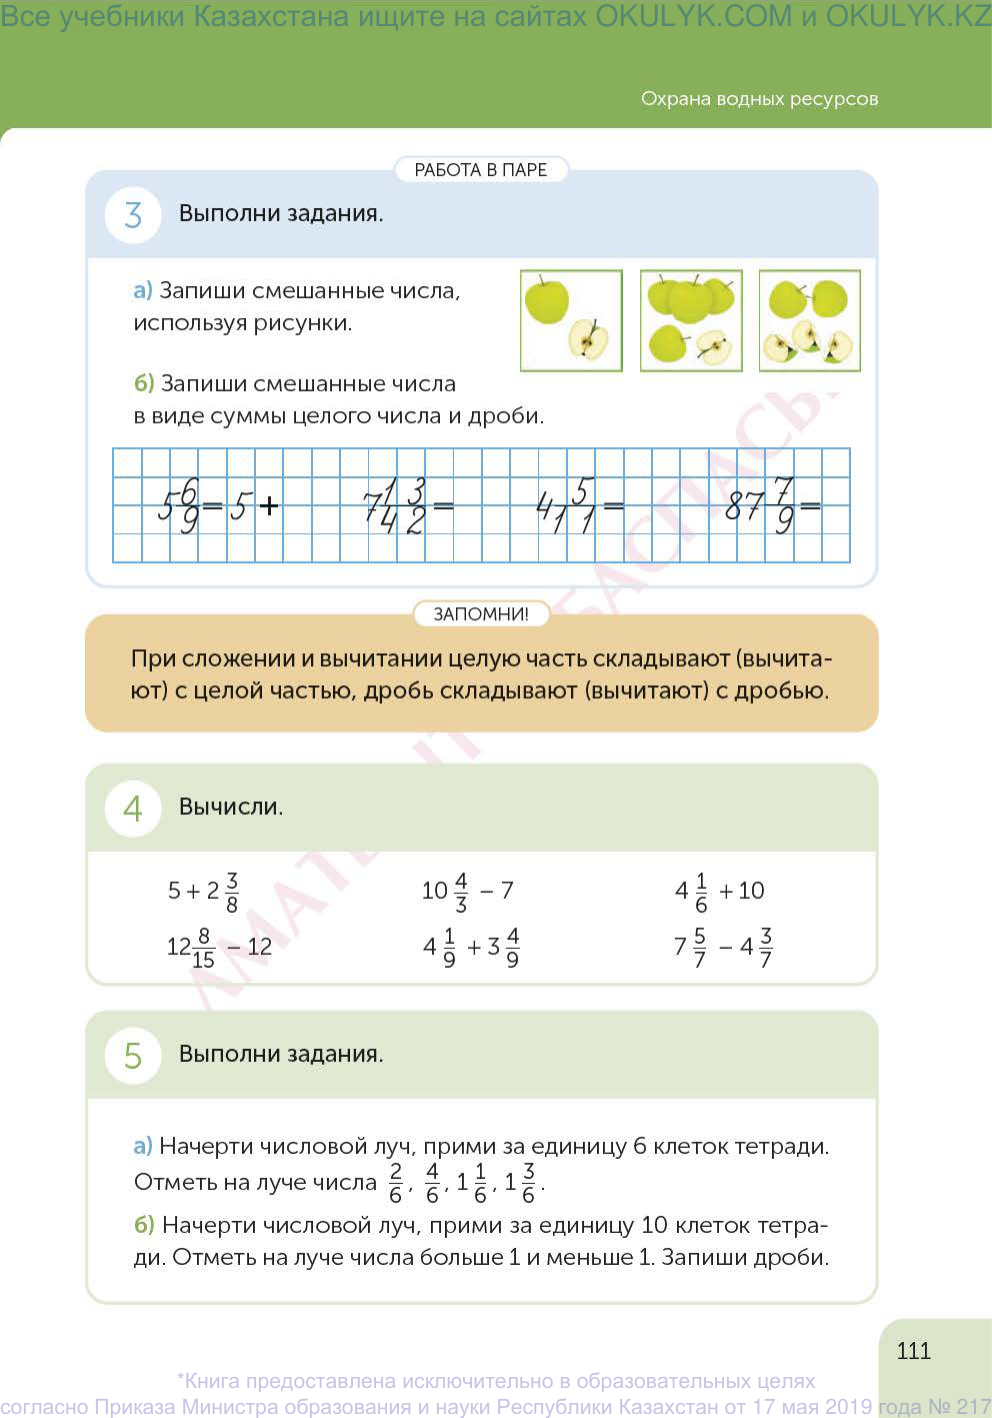 Все учебники Казахстана ищите на сайтах OKULYK.COM и OKULYK.KZ
Охрана водных ресурсов
РАБОТА В ПАРЕ
3 Выполни задания.
а) Запиши смешанные числа,
используя рисунки.
б) Запиши смешанные числа
в виде суммы целого числа и дроби.
5 6/9 = 5 + 7 13/42 = 4 5/11 = 87 7/9 =
ЗАПОМНИ!
При сложении и вычитании целую часть складывают (вычита-
ют) с целой частью, дробь складывают (вычитают) с дробью.
4 Вычисли.
5 + 2 3/8 10 4/3 – 7 4 1/6 + 10
12 8/15 – 12 4 1/9 + 3 4/9 7 5/7 – 4 3/7
5 Выполни задания.
а) Начерти числовой луч, прими за единицу 6 клеток тетради.
Отметь на луче числа 2/6, 4/6, 1 1/6, 1 3/6.
б) Начерти числовой луч, прими за единицу 10 клеток тетра-
ди. Отметь на луче числа больше 1 и меньше 1. Запиши дроби.
111
*Книга предоставлена исключительно в образовательных целях
согласно Приказа Министра образования и науки Республики Казахстан от 17 мая 2019 года № 217